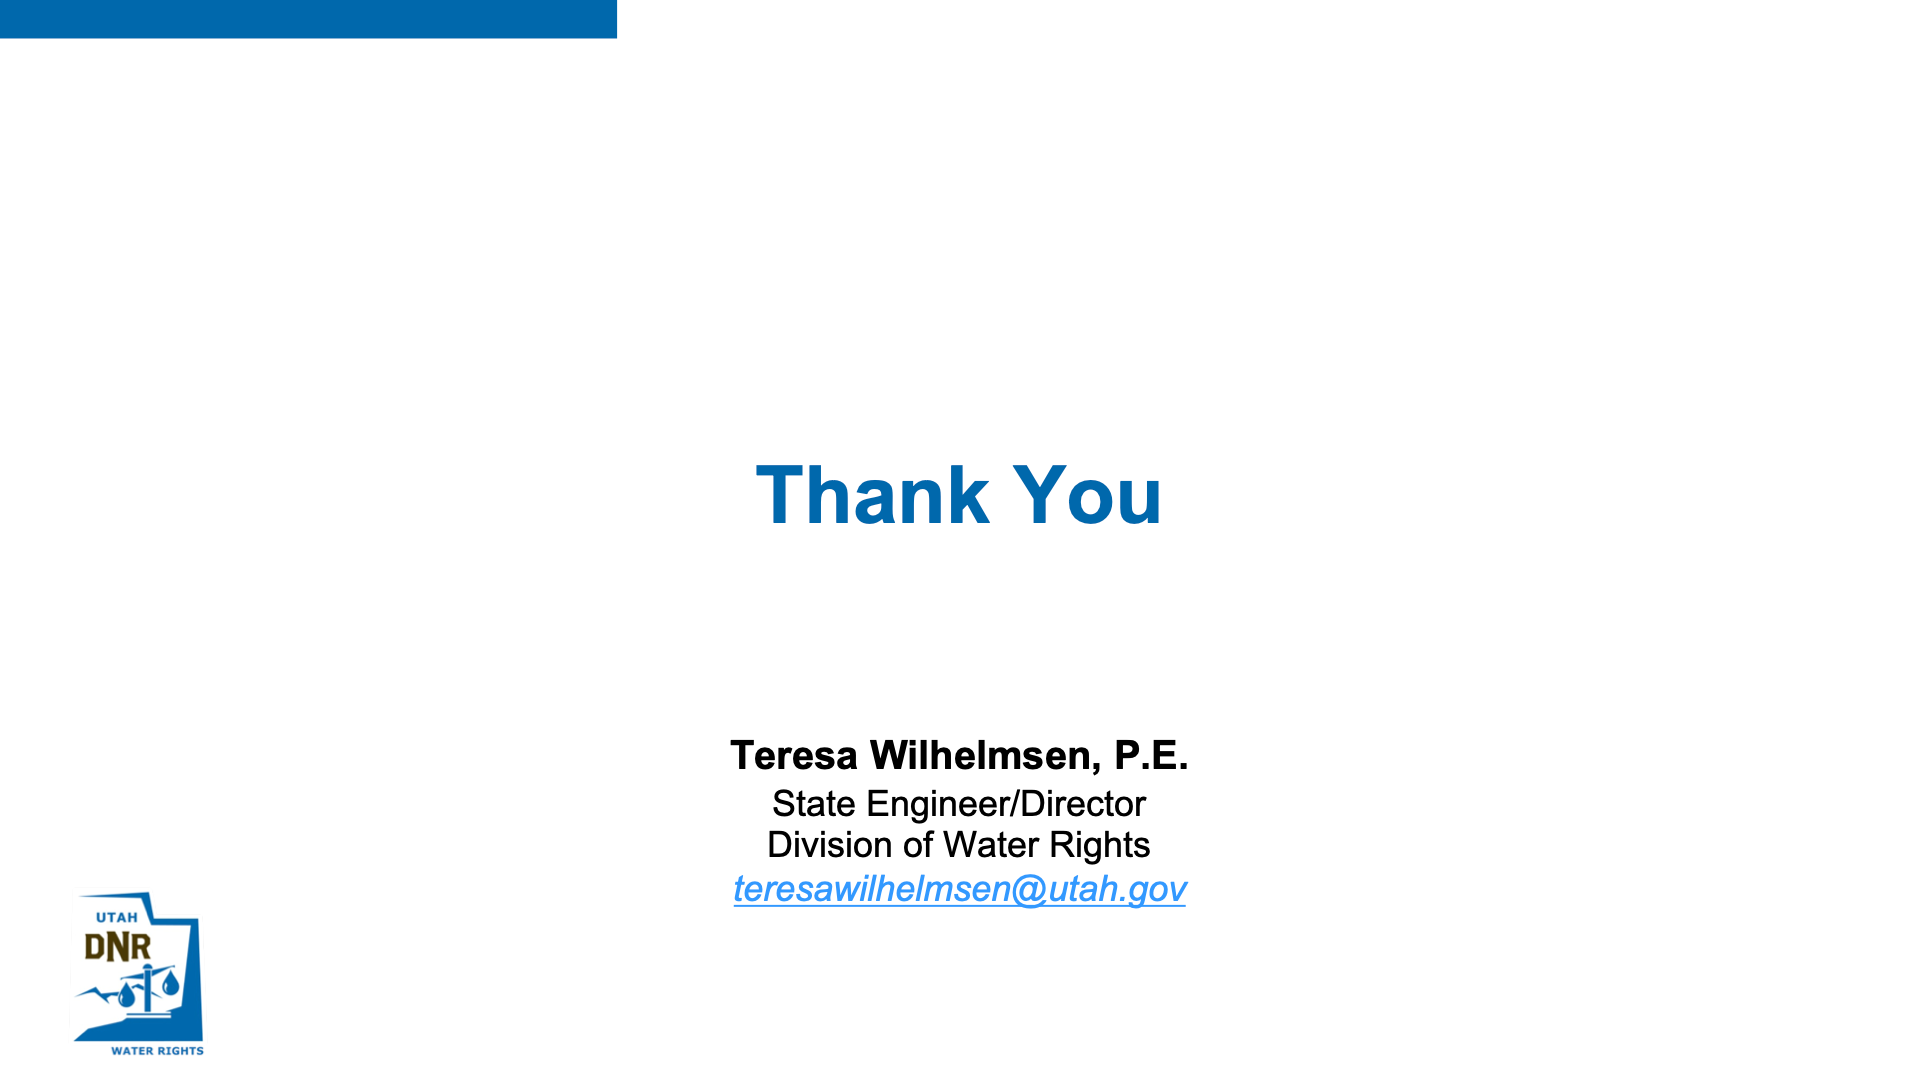 Thank You
Teresa Wilhelmsen, P.E.
State Engineer/Director
Division of Water Rights
teresawilhelmsen@utah.gov
UTAH
DNR
WATER RIGHTS